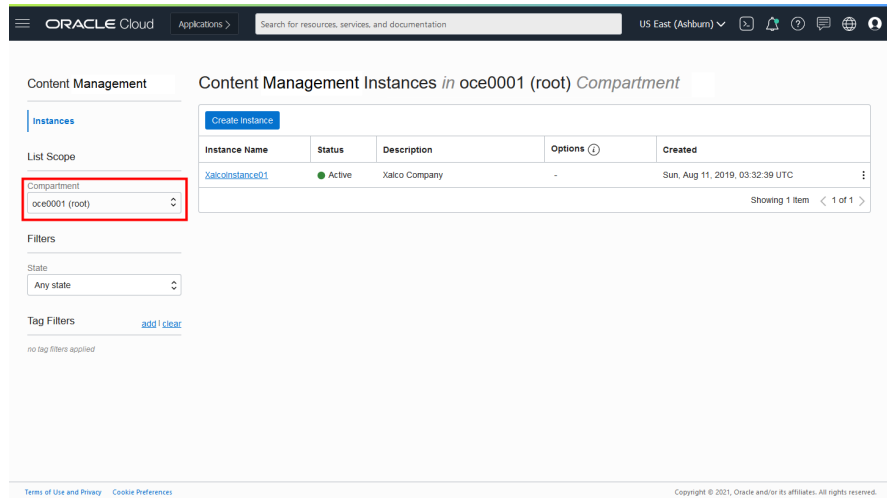 ORACLE Cloud Applications > Search for resources, services, and documentation US East (Ashburn)
Content Management
Instances
List Scope
Compartment
oce0001 (root)
Filters
State
Any state
Tag Filters add | clear
no tag filters applied
Content Management Instances in oce0001 (root) Compartment
Create Instance
Instance Name Status Description Options i Created
XalcoInstance01 Active Xalco Company - Sun, Aug 11, 2019, 03:32:39 UTC
Showing 1 Item < 1 of 1 >
Terms of Use and Privacy Cookie Preferences Copyright © 2021, Oracle and/or its affiliates. All rights reserved.